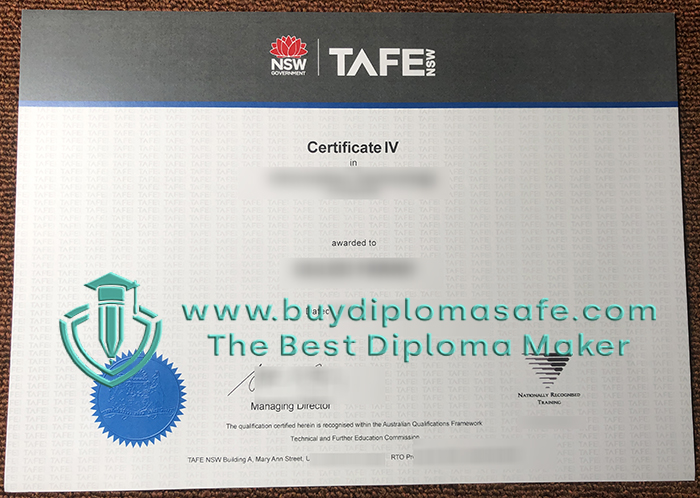 NSW
GOVERNMENT
TAFE NSW
Certificate IV
in
awarded to
Dated
www.buydiplomasafe.com
The Best Diploma Maker
Managing Director
NATIONALLY RECOGNISED
TRAINING
The qualification certified herein is recognised within the Australian Qualifications Framework
Technical and Further Education Commission
TAFE NSW Building A, Mary Ann Street, RTO